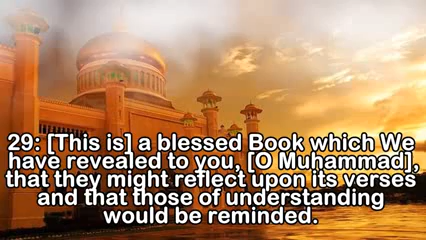 29: [This is] a blessed Book which We
have revealed to you, [O Muhammad],
that they might reflect upon its verses
and that those of understanding
would be reminded.